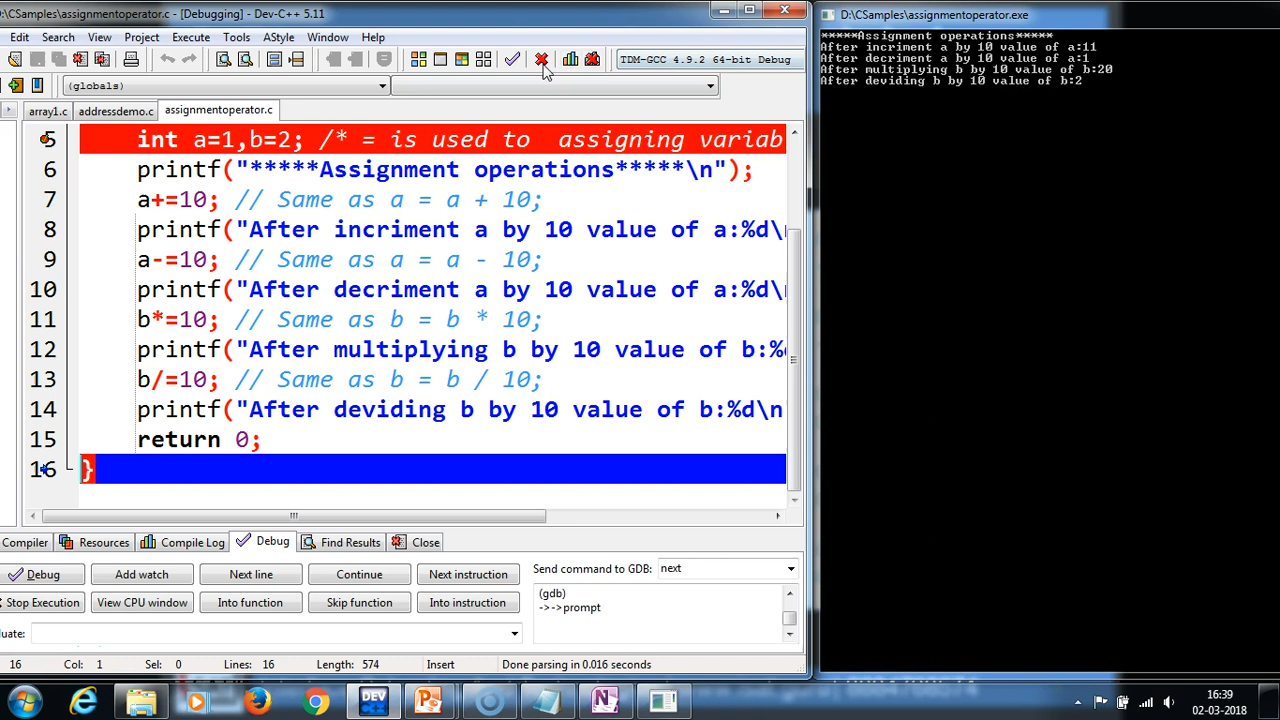 D:\CSamples\assignmentoperator.c - [Debugging] - Dev-C++ 5.11
Edit Search View Project Execute Tools AStyle Window Help
TDM-GCC 4.9.2 64-bit Debug
(globals)
array1.c addressdemo.c assignmentoperator.c
5 int a=1,b=2; /* = is used to assigning variab
6 printf("*****Assignment operations*****\n");
7 a+=10; // Same as a = a + 10;
8 printf("After incriment a by 10 value of a:%d\n
9 a-=10; // Same as a = a - 10;
10 printf("After decriment a by 10 value of a:%d\n
11 b*=10; // Same as b = b * 10;
12 printf("After multiplying b by 10 value of b:%d
13 b/=10; // Same as b = b / 10;
14 printf("After deviding b by 10 value of b:%d\n
15 return 0;
16 }
Compiler Resources Compile Log Debug Find Results Close
Debug Add watch Next line Continue Next instruction
Stop Execution View CPU window Into function Skip function Into instruction
Send command to GDB: next
(gdb)
->->prompt
luate:
16 Col: 1 Sel: 0 Lines: 16 Length: 574 Insert Done parsing in 0.016 seconds
D:\CSamples\assignmentoperator.exe
*****Assignment operations*****
After incriment a by 10 value of a:11
After decriment a by 10 value of a:1
After multiplying b by 10 value of b:20
After deviding b by 10 value of b:2
DEV
16:39
02-03-2018